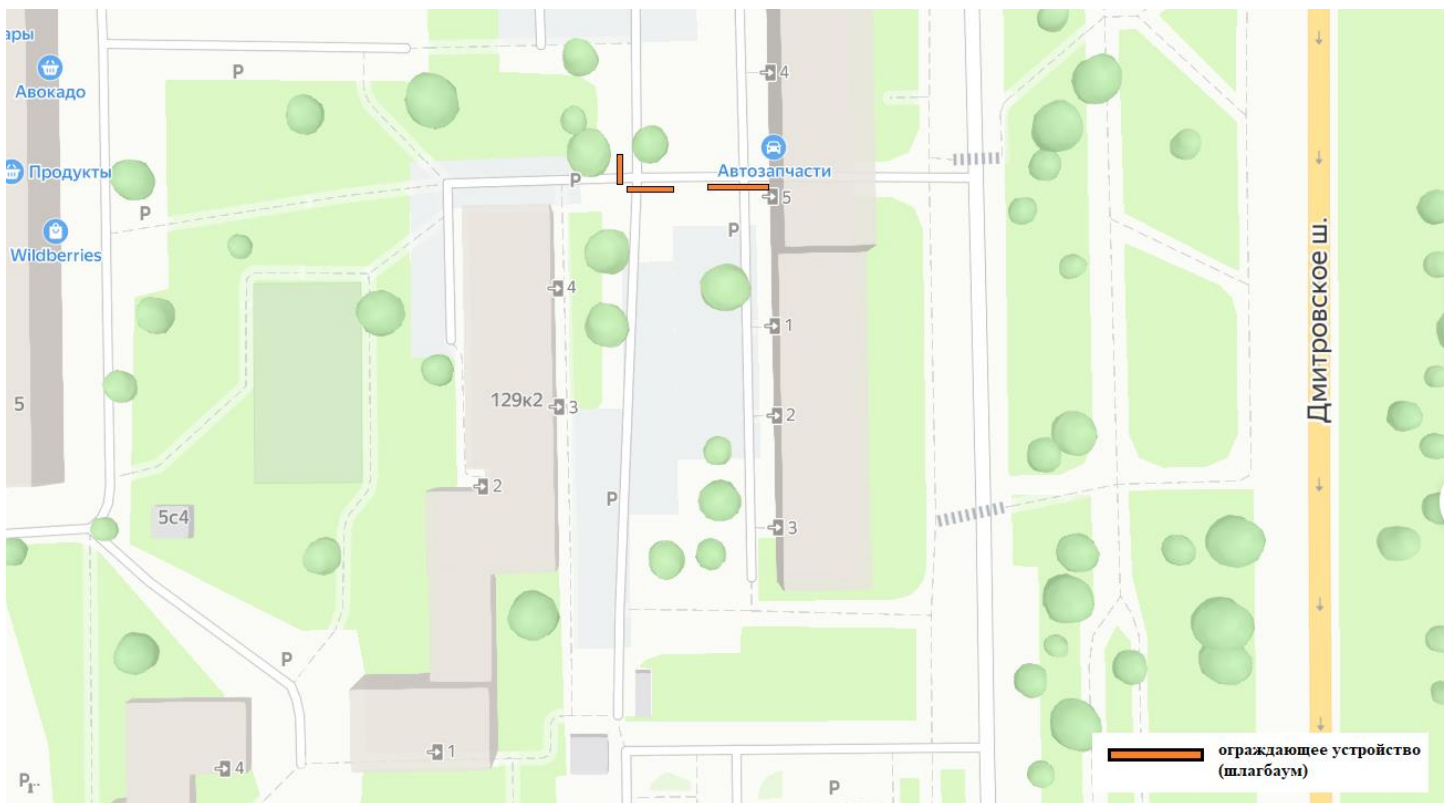 ары
Авокадо
P
4
Автозапчасти
Продукты
P
5
P
P
Wildberries
4
1
5
129к2
3
2
Дмитровское ш.
2
P
5с4
3
P
1
4
P
P
ограждающее устройство
(шлагбаум)